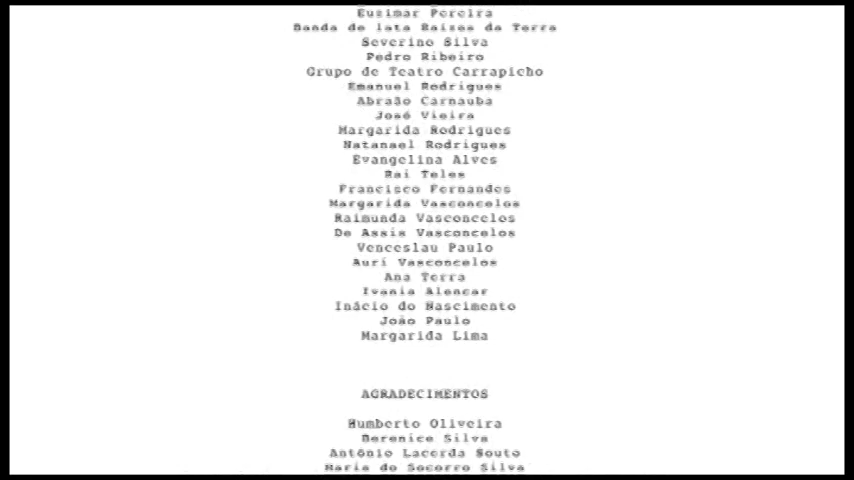 Euzimar Pereira
Banda de lata Raízes da Terra
Severino Silva
Pedro Ribeiro
Grupo de Teatro Carrapicho
Emanuel Rodrigues
Abraão Carnauba
José Vieira
Margarida Rodrigues
Natanael Rodrigues
Evangelina Alves
Rai Teles
Francisco Fernandes
Margarida Vasconcelos
Raimunda Vasconcelos
De Assis Vasconcelos
Venceslau Paulo
Auri Vasconcelos
Ana Terra
Ivania Alencar
Inácio do Nascimento
João Paulo
Margarida Lima
AGRADECIMENTOS
Humberto Oliveira
Berenice Silva
Antônio Lacerda Souto
Maria do Socorro Silva